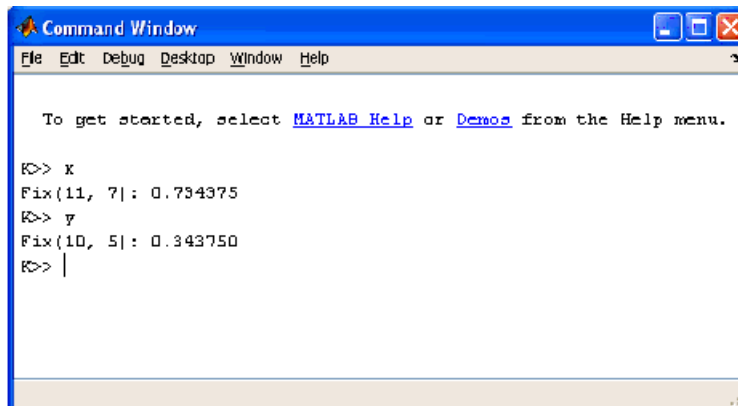 Command Window
File Edit Debug Desktop Window Help
To get started, select MATLAB Help or Demos from the Help menu.
K>> x
Fix(11, 7): 0.734375
K>> y
Fix(10, 5): 0.343750
K>>